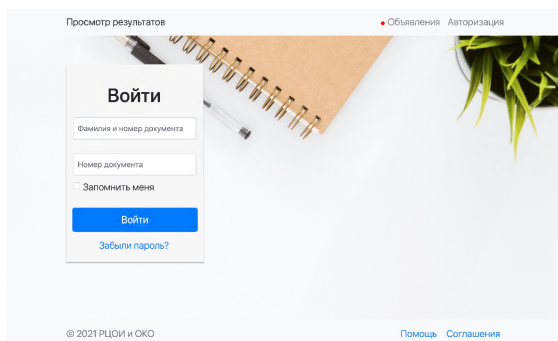 Просмотр результатов
Объявления Авторизация
Войти
Фамилия и номер документа
Номер документа
Запомнить меня
Войти
Забыли пароль?
© 2021 РЦОИ и ОКО
Помощь Соглашения